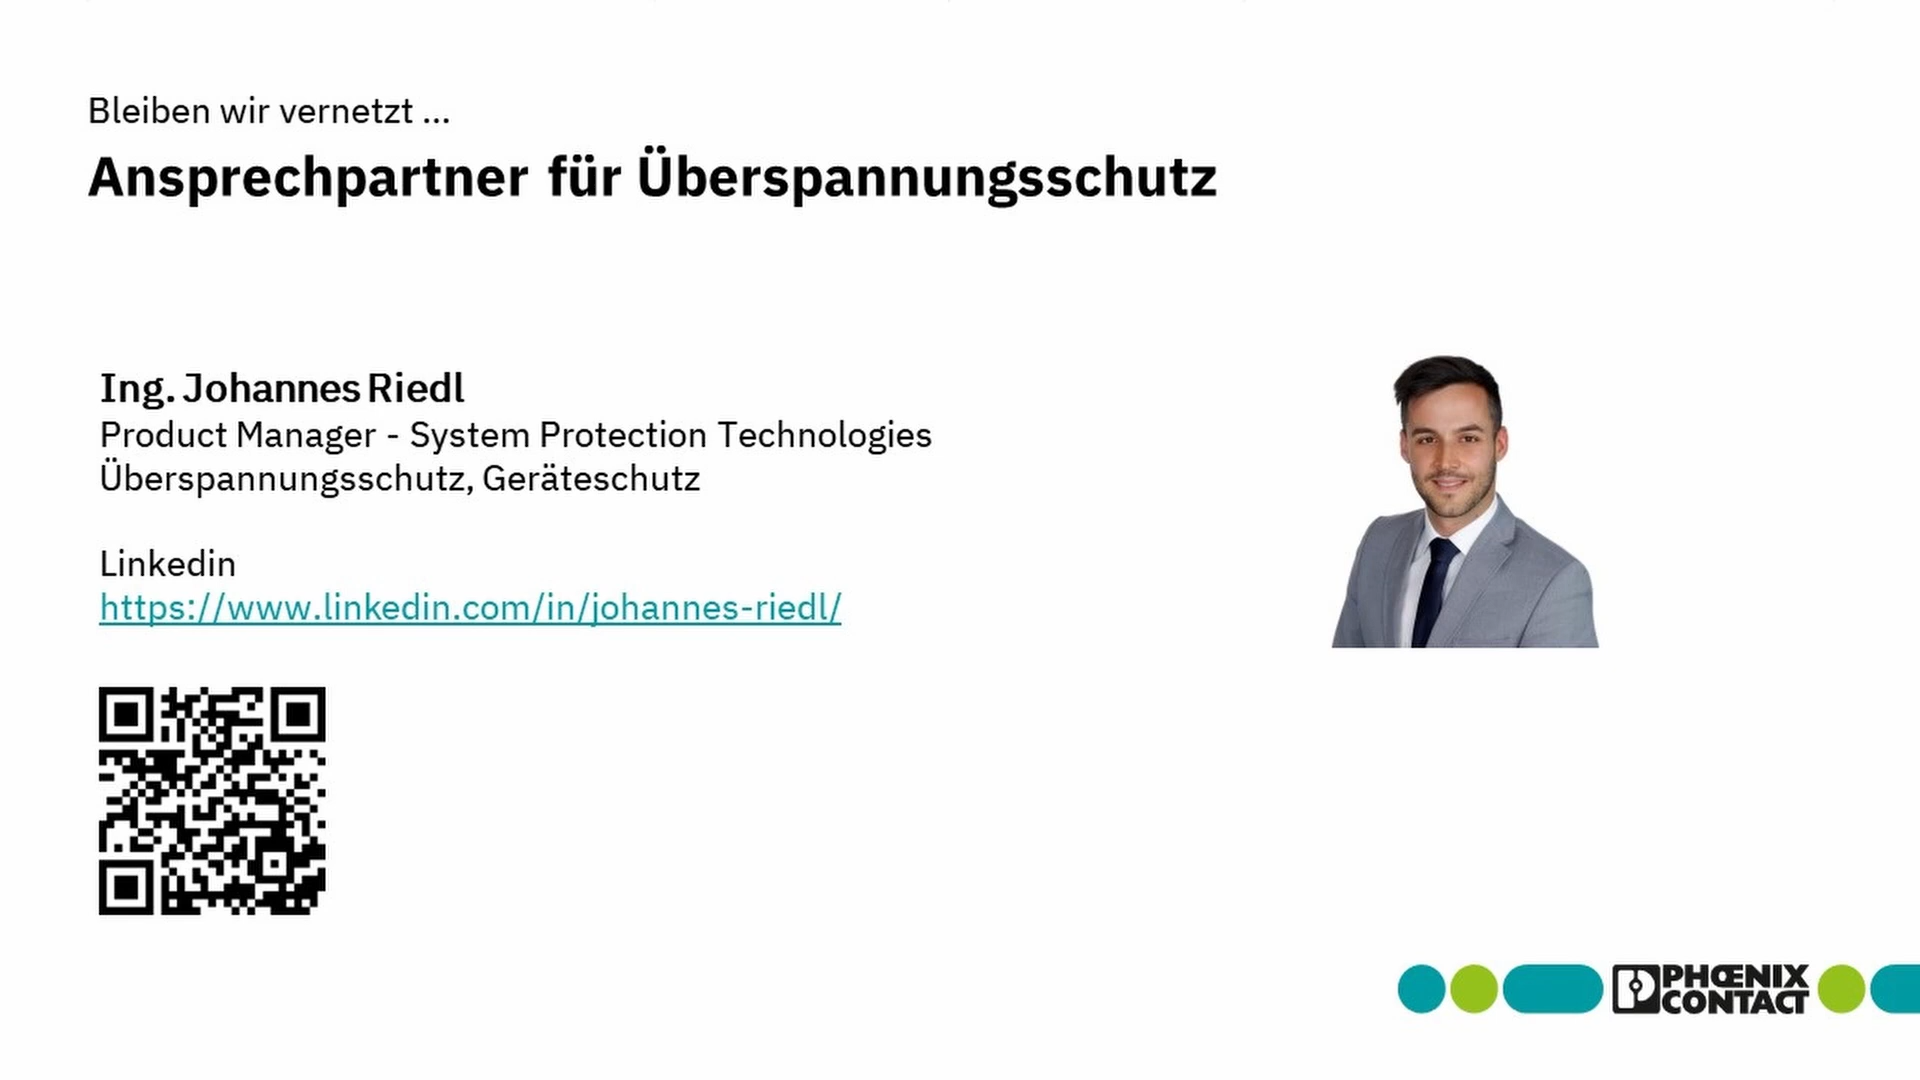 Bleiben wir vernetzt ...
Ansprechpartner für Überspannungsschutz
Ing. Johannes Riedl
Product Manager - System Protection Technologies
Überspannungsschutz, Geräteschutz
Linkedin
https://www.linkedin.com/in/johannes-riedl/
PHŒNIX
CONTACT